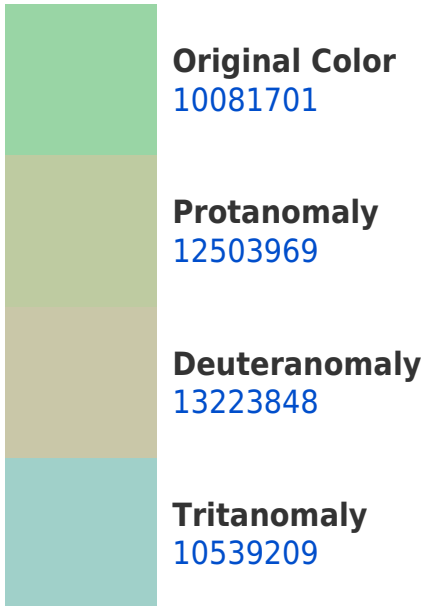 Original Color
10081701
Protanomaly
12503969
Deuteranomaly
13223848
Tritanomaly
10539209